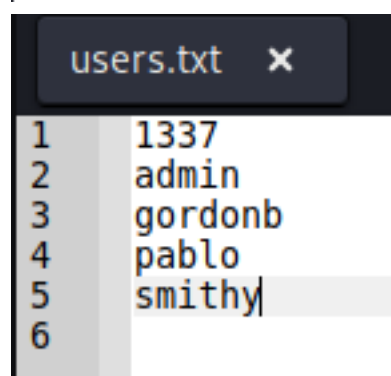 users.txt ×
1 1337
2 admin
3 gordonb
4 pablo
5 smithy
6